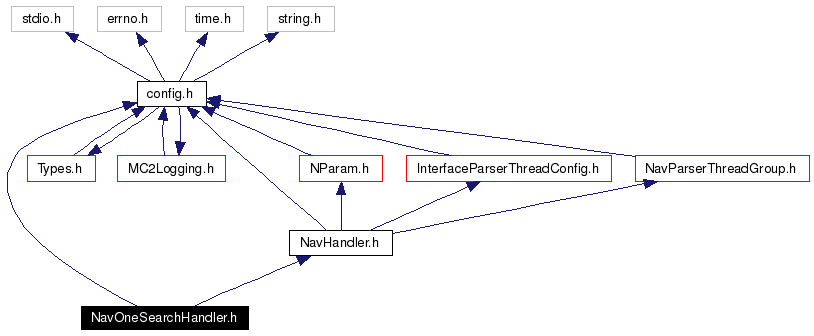 stdio.h
errno.h
time.h
string.h
config.h
Types.h
MC2Logging.h
NParam.h
InterfaceParserThreadConfig.h
NavParserThreadGroup.h
NavHandler.h
NavOneSearchHandler.h